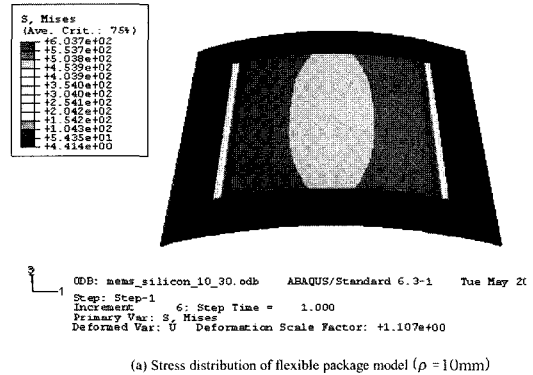 S, Mises
(Ave. Crit.: 75%)
+6.037e+02
+5.537e+02
+5.038e+02
+4.539e+02
+4.039e+02
+3.540e+02
+3.040e+02
+2.541e+02
+2.042e+02
+1.542e+02
+1.043e+02
+5.435e+01
+4.414e+00
3
1
ODB: mems_silicon_10_30.odb ABAQUS/Standard 6.3-1 Tue May 20
Step: Step-1
Increment 6: Step Time = 1.000
Primary Var: S, Mises
Deformed Var: U Deformation Scale Factor: +1.107e+00
(a) Stress distribution of flexible package model (ρ =10mm)